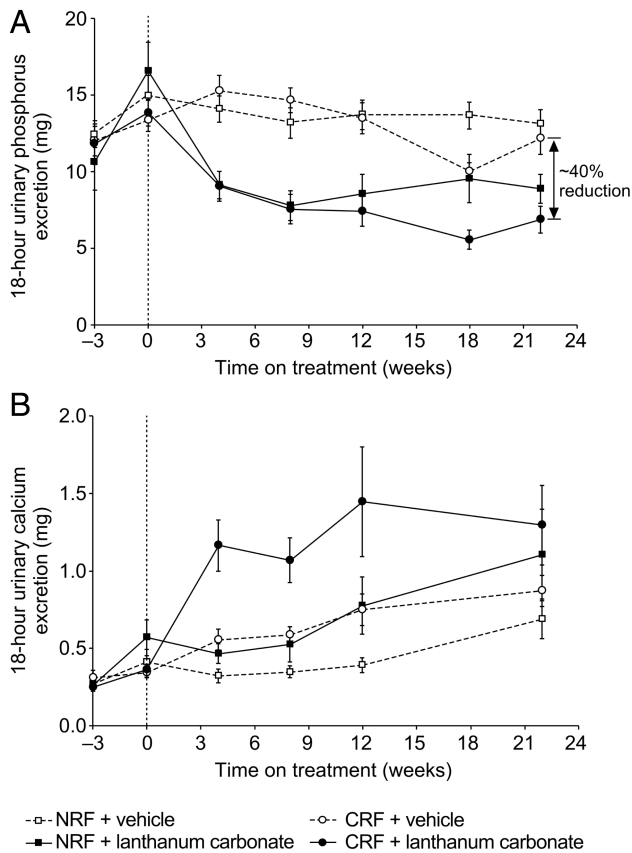 A
18-hour urinary phosphorus
excretion (mg)
20
15
10
5
0
–3 0 3 6 9 12 15 18 21 24
Time on treatment (weeks)
~40%
reduction
B
18-hour urinary calcium
excretion (mg)
2.0
1.5
1.0
0.5
0.0
–3 0 3 6 9 12 15 18 21 24
Time on treatment (weeks)
NRF + vehicle CRF + vehicle
NRF + lanthanum carbonate CRF + lanthanum carbonate